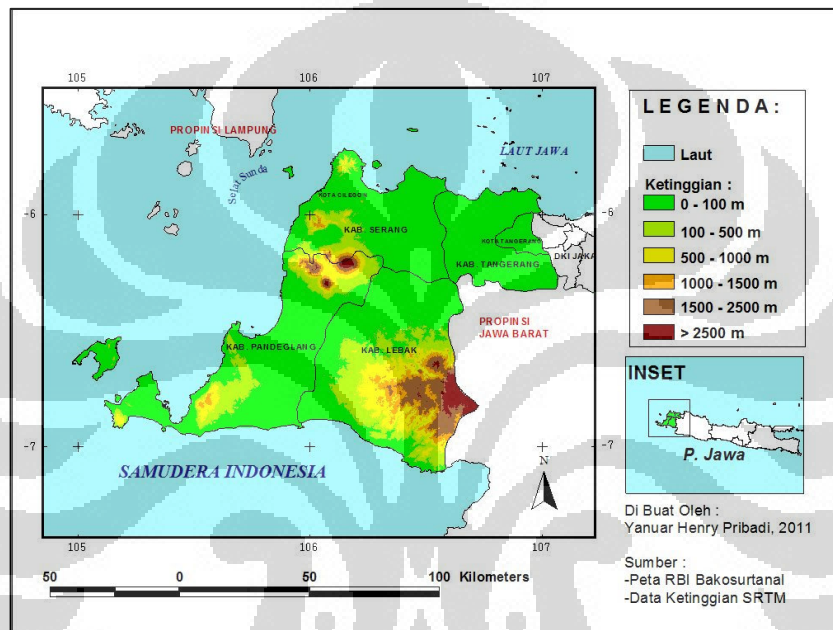 105
106
107
PROPINSI LAMPUNG
LAUT JAWA
Selat Sunda
-6
-6
KOTA CILEGON
KAB. SERANG
KOTA TANGERANG
DKI JAKA
KAB. TANGERANG
PROPINSI
JAWA BARAT
KAB. PANDEGLANG
KAB. LEBAK
-7
-7
SAMUDERA INDONESIA
N
105
106
107
50
0
50
100 Kilometers
LEGENDA :
Laut
Ketinggian :
0 - 100 m
100 - 500 m
500 - 1000 m
1000 - 1500 m
1500 - 2500 m
> 2500 m
INSET
P. Jawa
Di Buat Oleh :
Yanuar Henry Pribadi, 2011
Sumber :
-Peta RBI Bakosurtanal
-Data Ketinggian SRTM